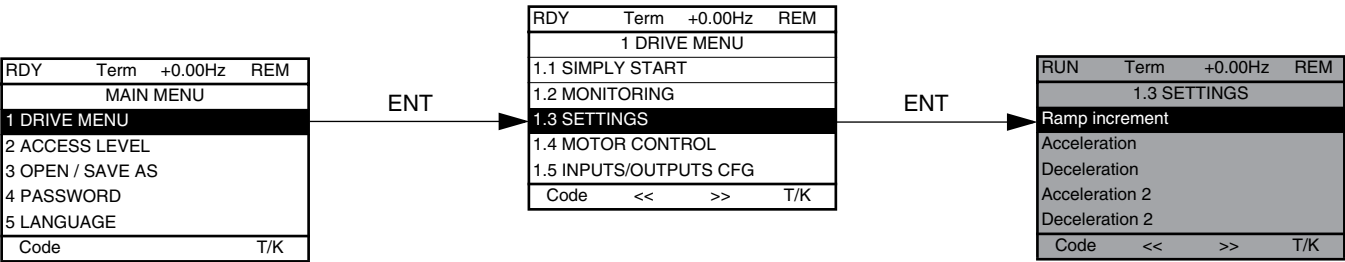 RDY Term +0.00Hz REM
MAIN MENU
1 DRIVE MENU
2 ACCESS LEVEL
3 OPEN / SAVE AS
4 PASSWORD
5 LANGUAGE
Code T/K
ENT
RDY Term +0.00Hz REM
1 DRIVE MENU
1.1 SIMPLY START
1.2 MONITORING
1.3 SETTINGS
1.4 MOTOR CONTROL
1.5 INPUTS/OUTPUTS CFG
Code << >> T/K
ENT
RUN Term +0.00Hz REM
1.3 SETTINGS
Ramp increment
Acceleration
Deceleration
Acceleration 2
Deceleration 2
Code << >> T/K